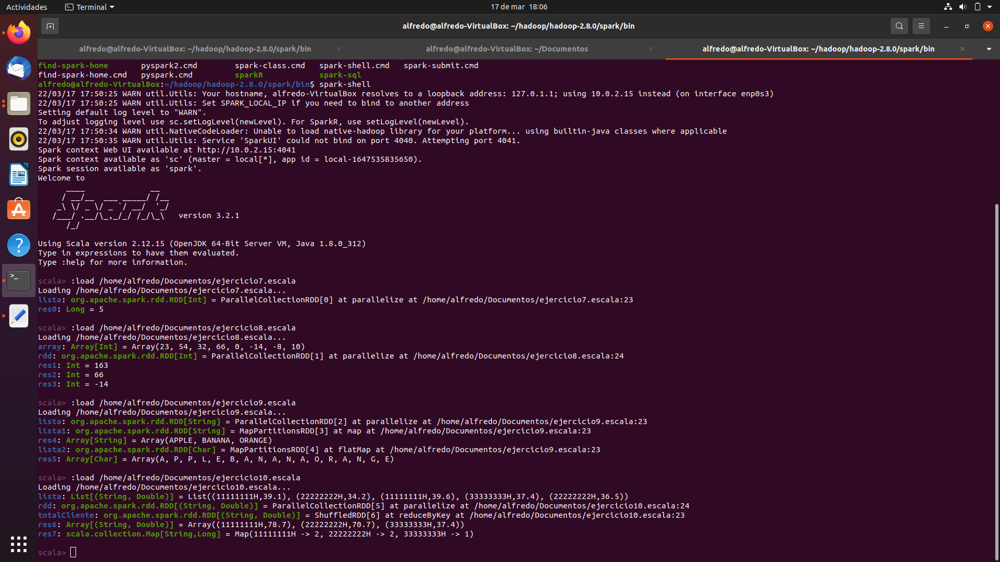 Actividades Terminal 17 de mar 18:06
alfredo@alfredo-VirtualBox: ~/hadoop/hadoop-2.8.0/spark/bin
alfredo@alfredo-VirtualBox: ~/hadoop/hadoop-2.8.0/spark/bin alfredo@alfredo-VirtualBox: ~/Documentos alfredo@alfredo-VirtualBox: ~/hadoop/hadoop-2.8.0/spark/bin
find-spark-home pyspark2.cmd spark-class.cmd spark-shell.cmd spark-submit.cmd
find-spark-home.cmd pyspark.cmd sparkR spark-sql
alfredo@alfredo-VirtualBox:~/hadoop/hadoop-2.8.0/spark/bin$ spark-shell
22/03/17 17:50:25 WARN util.Utils: Your hostname, alfredo-VirtualBox resolves to a loopback address: 127.0.1.1; using 10.0.2.15 instead (on interface enp0s3)
22/03/17 17:50:25 WARN util.Utils: Set SPARK_LOCAL_IP if you need to bind to another address
Setting default log level to "WARN".
To adjust logging level use sc.setLogLevel(newLevel). For SparkR, use setLogLevel(newLevel).
22/03/17 17:50:34 WARN util.NativeCodeLoader: Unable to load native-hadoop library for your platform... using builtin-java classes where applicable
22/03/17 17:50:35 WARN util.Utils: Service 'SparkUI' could not bind on port 4040. Attempting port 4041.
Spark context Web UI available at http://10.0.2.15:4041
Spark context available as 'sc' (master = local[*], app id = local-1647535835650).
Spark session available as 'spark'.
Welcome to
      ____              __
     / __/__  ___ _____/ /__
    _\ \/ _ \/ _ `/ __/  '_/
   /___/ .__/\_,_/_/ /_/\_\   version 3.2.1
      /_/
Using Scala version 2.12.15 (OpenJDK 64-Bit Server VM, Java 1.8.0_312)
Type in expressions to have them evaluated.
Type :help for more information.
scala> :load /home/alfredo/Documentos/ejercicio7.escala
Loading /home/alfredo/Documentos/ejercicio7.escala...
lista: org.apache.spark.rdd.RDD[Int] = ParallelCollectionRDD[0] at parallelize at /home/alfredo/Documentos/ejercicio7.escala:23
res0: Long = 5
scala> :load /home/alfredo/Documentos/ejercicio8.escala
Loading /home/alfredo/Documentos/ejercicio8.escala...
array: Array[Int] = Array(23, 54, 32, 66, 0, -14, -8, 10)
rdd: org.apache.spark.rdd.RDD[Int] = ParallelCollectionRDD[1] at parallelize at /home/alfredo/Documentos/ejercicio8.escala:24
res1: Int = 163
res2: Int = 66
res3: Int = -14
scala> :load /home/alfredo/Documentos/ejercicio9.escala
Loading /home/alfredo/Documentos/ejercicio9.escala...
lista: org.apache.spark.rdd.RDD[String] = ParallelCollectionRDD[2] at parallelize at /home/alfredo/Documentos/ejercicio9.escala:23
lista1: org.apache.spark.rdd.RDD[String] = MapPartitionsRDD[3] at map at /home/alfredo/Documentos/ejercicio9.escala:23
res4: Array[String] = Array(APPLE, BANANA, ORANGE)
lista2: org.apache.spark.rdd.RDD[Char] = MapPartitionsRDD[4] at flatMap at /home/alfredo/Documentos/ejercicio9.escala:23
res5: Array[Char] = Array(A, P, P, L, E, B, A, N, A, N, A, O, R, A, N, G, E)
scala> :load /home/alfredo/Documentos/ejercicio10.escala
Loading /home/alfredo/Documentos/ejercicio10.escala...
lista: List[(String, Double)] = List((11111111H,39.1), (22222222H,34.2), (11111111H,39.6), (33333333H,37.4), (22222222H,36.5))
rdd: org.apache.spark.rdd.RDD[(String, Double)] = ParallelCollectionRDD[5] at parallelize at /home/alfredo/Documentos/ejercicio10.escala:24
totalCliente: org.apache.spark.rdd.RDD[(String, Double)] = ShuffledRDD[6] at reduceByKey at /home/alfredo/Documentos/ejercicio10.escala:23
res6: Array[(String, Double)] = Array((11111111H,78.7), (22222222H,70.7), (33333333H,37.4))
res7: scala.collection.Map[String,Long] = Map(11111111H -> 2, 22222222H -> 2, 33333333H -> 1)
scala>